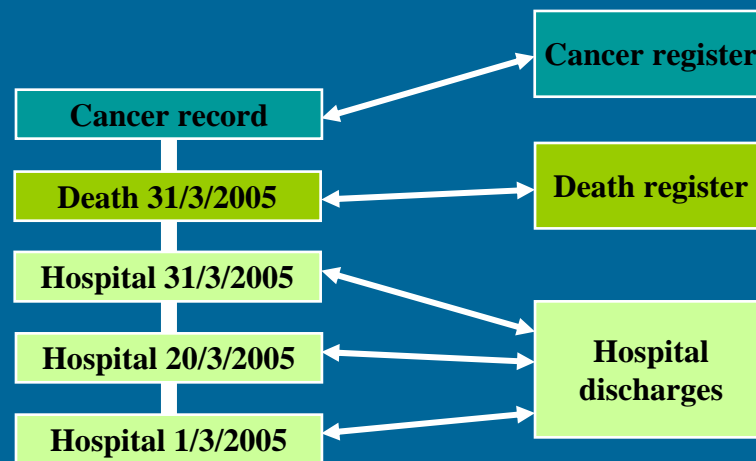 Cancer register
Cancer record
Death 31/3/2005
Death register
Hospital 31/3/2005
Hospital 20/3/2005
Hospital
discharges
Hospital 1/3/2005